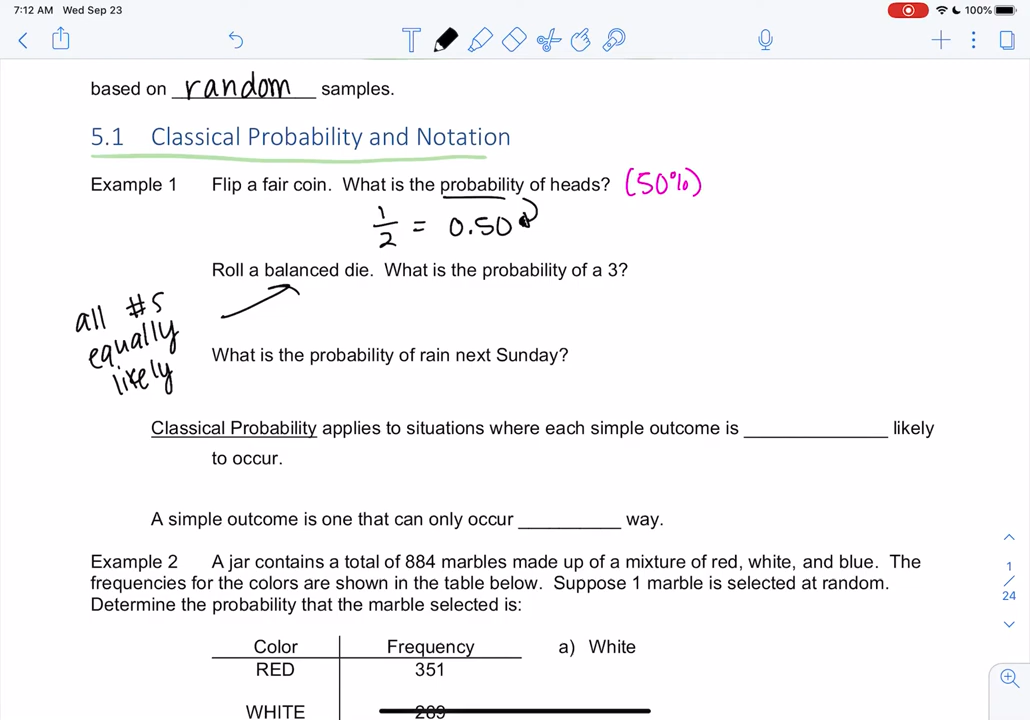 7:12 AM Wed Sep 23
100%
based on random samples.
5.1 Classical Probability and Notation
Example 1 Flip a fair coin. What is the probability of heads? (50%)
1/2 = 0.50
Roll a balanced die. What is the probability of a 3?
all #s
equally
likely
What is the probability of rain next Sunday?
Classical Probability applies to situations where each simple outcome is ______________ likely
to occur.
A simple outcome is one that can only occur __________ way.
Example 2 A jar contains a total of 884 marbles made up of a mixture of red, white, and blue. The
frequencies for the colors are shown in the table below. Suppose 1 marble is selected at random.
Determine the probability that the marble selected is:
Color Frequency a) White
RED 351
WHITE 289
1
/
24